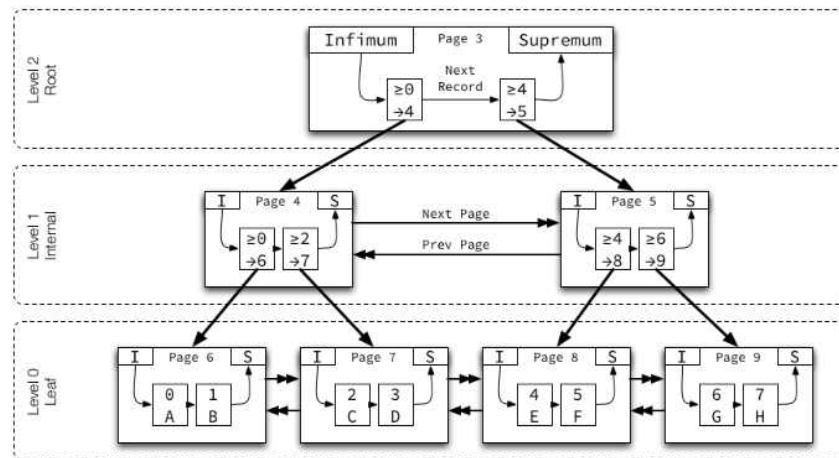 Level 2
Root
Infimum
Page 3
Supremum
Next
Record
≥0
→4
≥4
→5
Level 1
Internal
I
Page 4
S
≥0
→6
≥2
→7
Next Page
Prev Page
I
Page 5
S
≥4
→8
≥6
→9
Level 0
Leaf
I
Page 6
S
0
A
1
B
I
Page 7
S
2
C
3
D
I
Page 8
S
4
E
5
F
I
Page 9
S
6
G
7
H